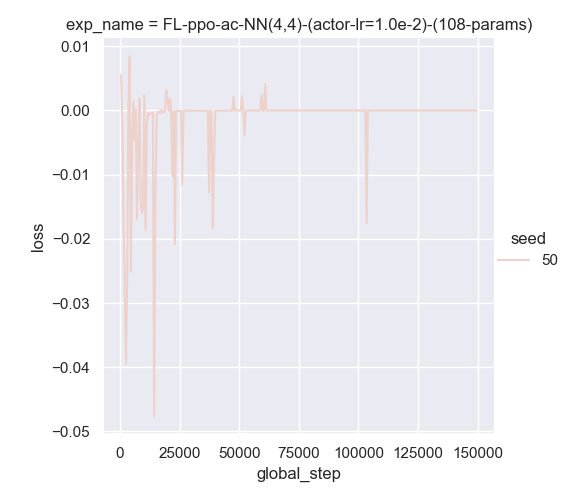 exp_name = FL-ppo-ac-NN(4,4)-(actor-lr=1.0e-2)-(108-params)
0.01
0.00
−0.01
−0.02
−0.03
−0.04
−0.05
loss
seed
50
0 25000 50000 75000 100000 125000 150000
global_step